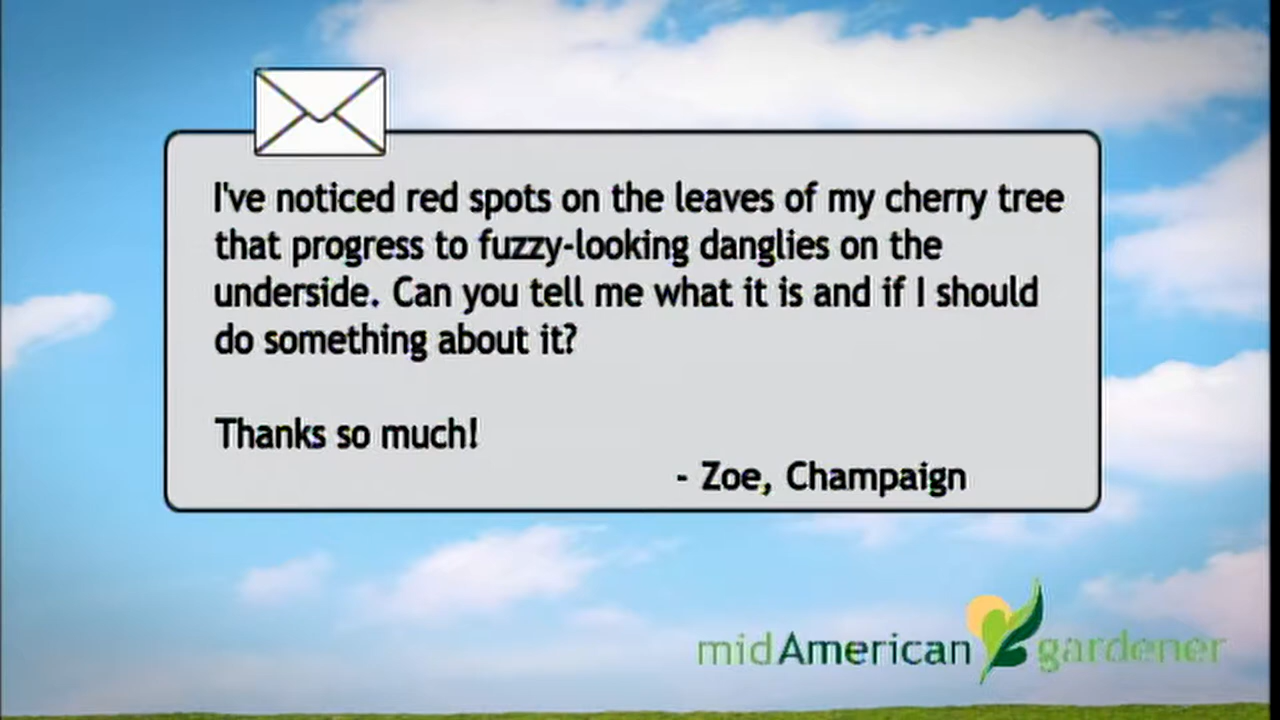 I've noticed red spots on the leaves of my cherry tree
that progress to fuzzy-looking danglies on the
underside. Can you tell me what it is and if I should
do something about it?
Thanks so much!
- Zoe, Champaign
midAmerican gardener